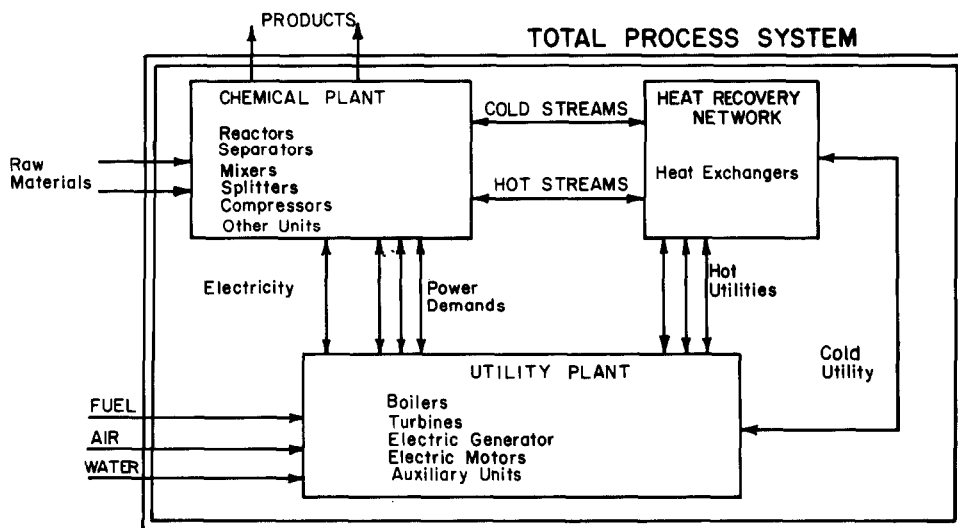 PRODUCTS
TOTAL PROCESS SYSTEM
CHEMICAL PLANT
Reactors
Separators
Mixers
Splitters
Compressors
Other Units
COLD STREAMS
HOT STREAMS
HEAT RECOVERY
NETWORK
Heat Exchangers
Raw
Materials
Electricity
Power
Demands
Hot
Utilities
Cold
Utility
UTILITY PLANT
Boilers
Turbines
Electric Generator
Electric Motors
Auxiliary Units
FUEL
AIR
WATER